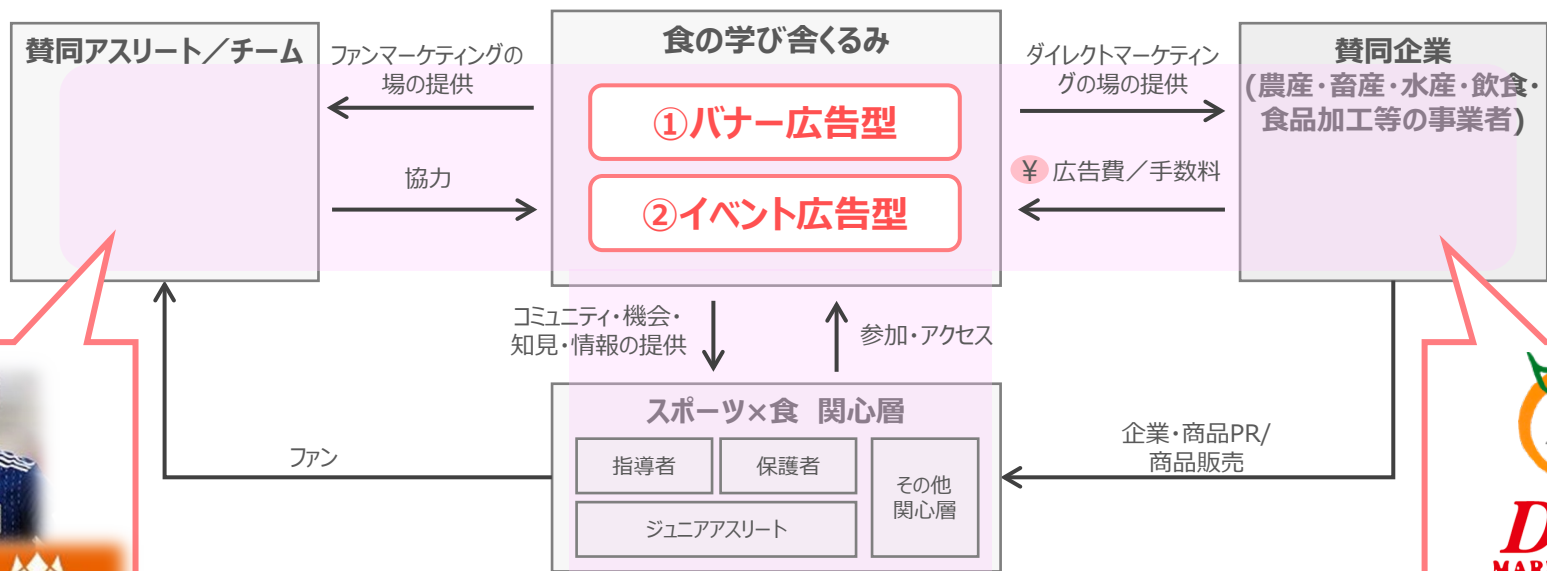 賛同アスリート／チーム
ファンマーケティングの
場の提供
協力
食の学び舎くるみ
①バナー広告型
②イベント広告型
ダイレクトマーケティン
グの場の提供
¥ 広告費／手数料
賛同企業
(農産・畜産・水産・飲食・
食品加工等の事業者)
コミュニティ・機会・
知見・情報の提供
参加・アクセス
スポーツ×食 関心層
指導者
保護者
その他
関心層
ジュニアアスリート
ファン
企業・商品PR/
商品販売